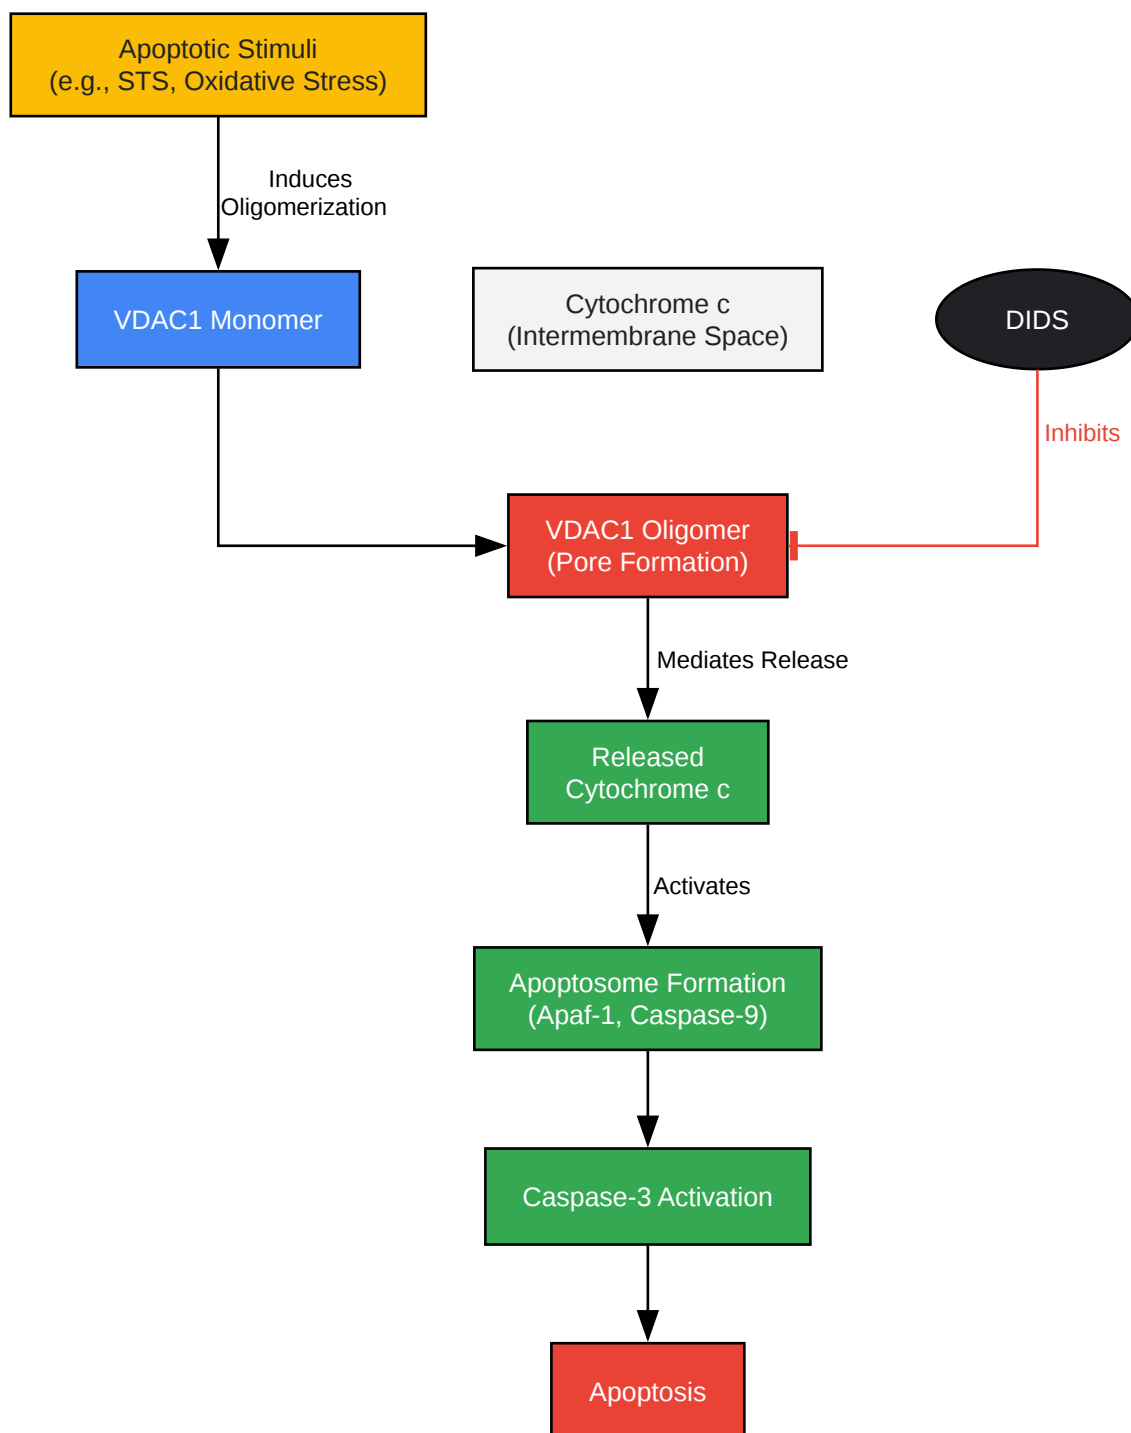 Apoptotic Stimuli
(e.g., STS, Oxidative Stress)
Induces
Oligomerization
VDAC1 Monomer
Cytochrome c
(Intermembrane Space)
DIDS
Inhibits
VDAC1 Oligomer
(Pore Formation)
Mediates Release
Released
Cytochrome c
Activates
Apoptosome Formation
(Apaf-1, Caspase-9)
Caspase-3 Activation
Apoptosis